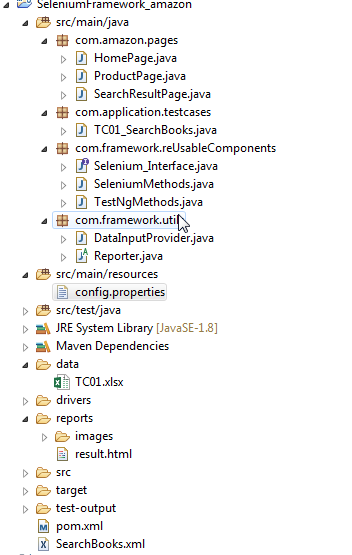 SeleniumFramework_amazon
src/main/java
com.amazon.pages
HomePage.java
ProductPage.java
SearchResultPage.java
com.application.testcases
TC01_SearchBooks.java
com.framework.reUsableComponents
Selenium_Interface.java
SeleniumMethods.java
TestNgMethods.java
com.framework.util
DataInputProvider.java
Reporter.java
src/main/resources
config.properties
src/test/java
JRE System Library [JavaSE-1.8]
Maven Dependencies
data
TC01.xlsx
drivers
reports
images
result.html
src
target
test-output
pom.xml
SearchBooks.xml